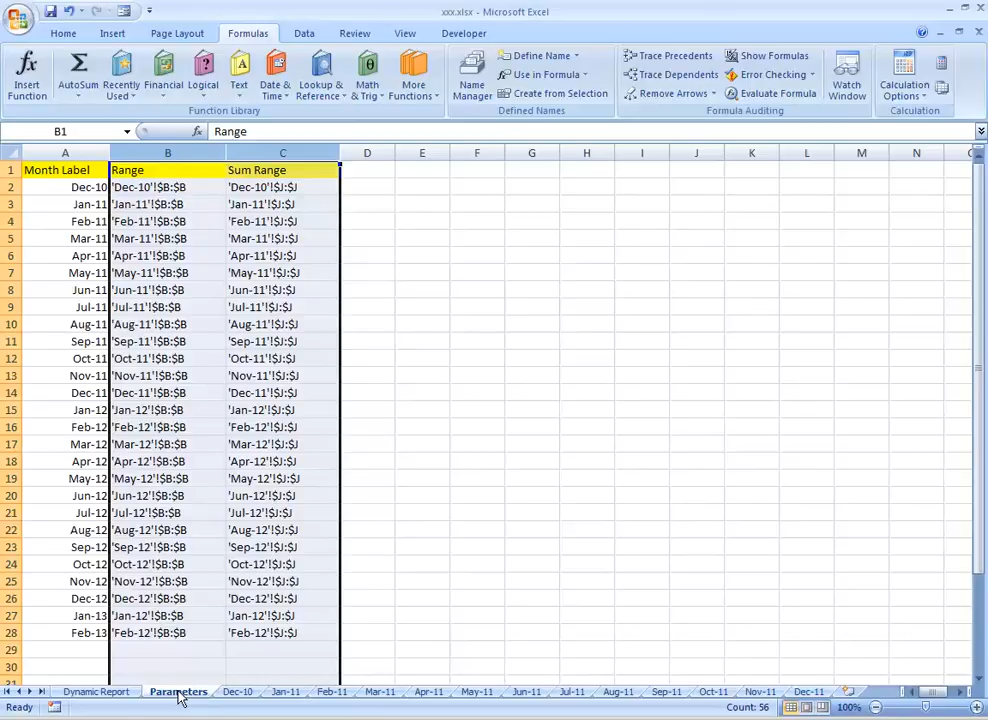 xxx.xlsx - Microsoft Excel
Home Insert Page Layout Formulas Data Review View Developer
Insert Function
AutoSum
Recently Used
Financial
Logical
Text
Date & Time
Lookup & Reference
Math & Trig
More Functions
Function Library
Name Manager
Define Name
Use in Formula
Create from Selection
Defined Names
Trace Precedents
Trace Dependents
Remove Arrows
Show Formulas
Error Checking
Evaluate Formula
Formula Auditing
Watch Window
Calculation Options
Calculation
B1 fx Range
A B C D E F G H I J K L M N
1 Month Label Range Sum Range
2 Dec-10 'Dec-10'!$B:$B 'Dec-10'!$J:$J
3 Jan-11 'Jan-11'!$B:$B 'Jan-11'!$J:$J
4 Feb-11 'Feb-11'!$B:$B 'Feb-11'!$J:$J
5 Mar-11 'Mar-11'!$B:$B 'Mar-11'!$J:$J
6 Apr-11 'Apr-11'!$B:$B 'Apr-11'!$J:$J
7 May-11 'May-11'!$B:$B 'May-11'!$J:$J
8 Jun-11 'Jun-11'!$B:$B 'Jun-11'!$J:$J
9 Jul-11 'Jul-11'!$B:$B 'Jul-11'!$J:$J
10 Aug-11 'Aug-11'!$B:$B 'Aug-11'!$J:$J
11 Sep-11 'Sep-11'!$B:$B 'Sep-11'!$J:$J
12 Oct-11 'Oct-11'!$B:$B 'Oct-11'!$J:$J
13 Nov-11 'Nov-11'!$B:$B 'Nov-11'!$J:$J
14 Dec-11 'Dec-11'!$B:$B 'Dec-11'!$J:$J
15 Jan-12 'Jan-12'!$B:$B 'Jan-12'!$J:$J
16 Feb-12 'Feb-12'!$B:$B 'Feb-12'!$J:$J
17 Mar-12 'Mar-12'!$B:$B 'Mar-12'!$J:$J
18 Apr-12 'Apr-12'!$B:$B 'Apr-12'!$J:$J
19 May-12 'May-12'!$B:$B 'May-12'!$J:$J
20 Jun-12 'Jun-12'!$B:$B 'Jun-12'!$J:$J
21 Jul-12 'Jul-12'!$B:$B 'Jul-12'!$J:$J
22 Aug-12 'Aug-12'!$B:$B 'Aug-12'!$J:$J
23 Sep-12 'Sep-12'!$B:$B 'Sep-12'!$J:$J
24 Oct-12 'Oct-12'!$B:$B 'Oct-12'!$J:$J
25 Nov-12 'Nov-12'!$B:$B 'Nov-12'!$J:$J
26 Dec-12 'Dec-12'!$B:$B 'Dec-12'!$J:$J
27 Jan-13 'Jan-12'!$B:$B 'Jan-12'!$J:$J
28 Feb-13 'Feb-12'!$B:$B 'Feb-12'!$J:$J
29
30
Dynamic Report Parameters Dec-10 Jan-11 Feb-11 Mar-11 Apr-11 May-11 Jun-11 Jul-11 Aug-11 Sep-11 Oct-11 Nov-11 Dec-11
Ready Count: 56 100%